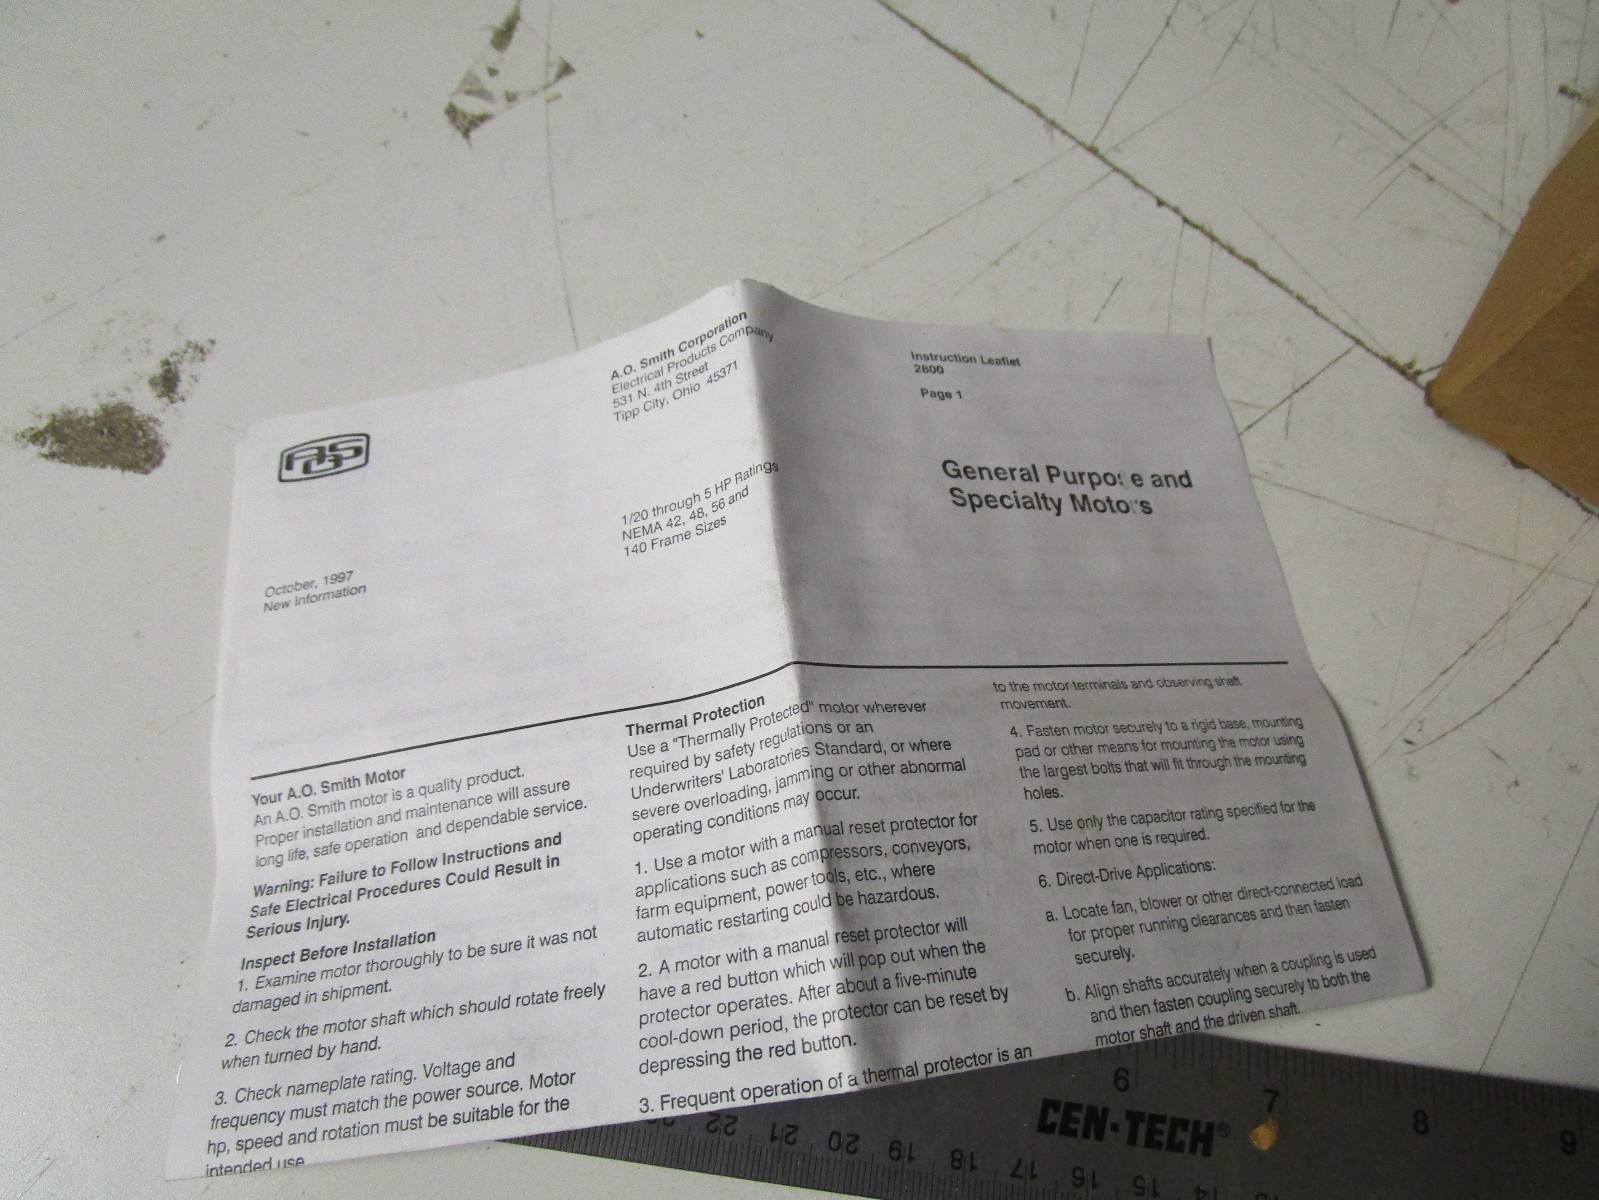 AOS
A.O. Smith Corporation
Electrical Products Company
531 N. 4th Street
Tipp City, Ohio 45371
Instruction Leaflet
2800
Page 1
1/20 through 5 HP Ratings
NEMA 42, 48, 56 and
140 Frame Sizes
General Purpose and
Specialty Motors
October, 1997
New Information
Your A.O. Smith Motor
An A.O. Smith motor is a quality product.
Proper installation and maintenance will assure
long life, safe operation and dependable service.
Warning: Failure to Follow Instructions and
Safe Electrical Procedures Could Result in
Serious Injury.
Inspect Before Installation
1. Examine motor thoroughly to be sure it was not
damaged in shipment.
2. Check the motor shaft which should rotate freely
when turned by hand.
3. Check nameplate rating. Voltage and
frequency must match the power source. Motor
hp, speed and rotation must be suitable for the
intended use
Thermal Protection
Use a "Thermally Protected" motor wherever
required by safety regulations or an
Underwriters' Laboratories Standard, or where
severe overloading, jamming or other abnormal
operating conditions may occur.
1. Use a motor with a manual reset protector for
applications such as compressors, conveyors,
farm equipment, power tools, etc., where
automatic restarting could be hazardous.
2. A motor with a manual reset protector will
have a red button which will pop out when the
protector operates. After about a five-minute
cool-down period, the protector can be reset by
depressing the red button.
3. Frequent operation of a thermal protector is an
to the motor terminals and observing shaft
movement.
4. Fasten motor securely to a rigid base, mounting
pad or other means for mounting the motor using
the largest bolts that will fit through the mounting
holes.
5. Use only the capacitor rating specified for the
motor when one is required.
6. Direct-Drive Applications:
a. Locate fan, blower or other direct-connected load
for proper running clearances and then fasten
securely.
b. Align shafts accurately when a coupling is used
and then fasten coupling securely to both the
motor shaft and the driven shaft.
6 7 8 9
CEN-TECH®
22 21 20 19 18 17 16 15 14